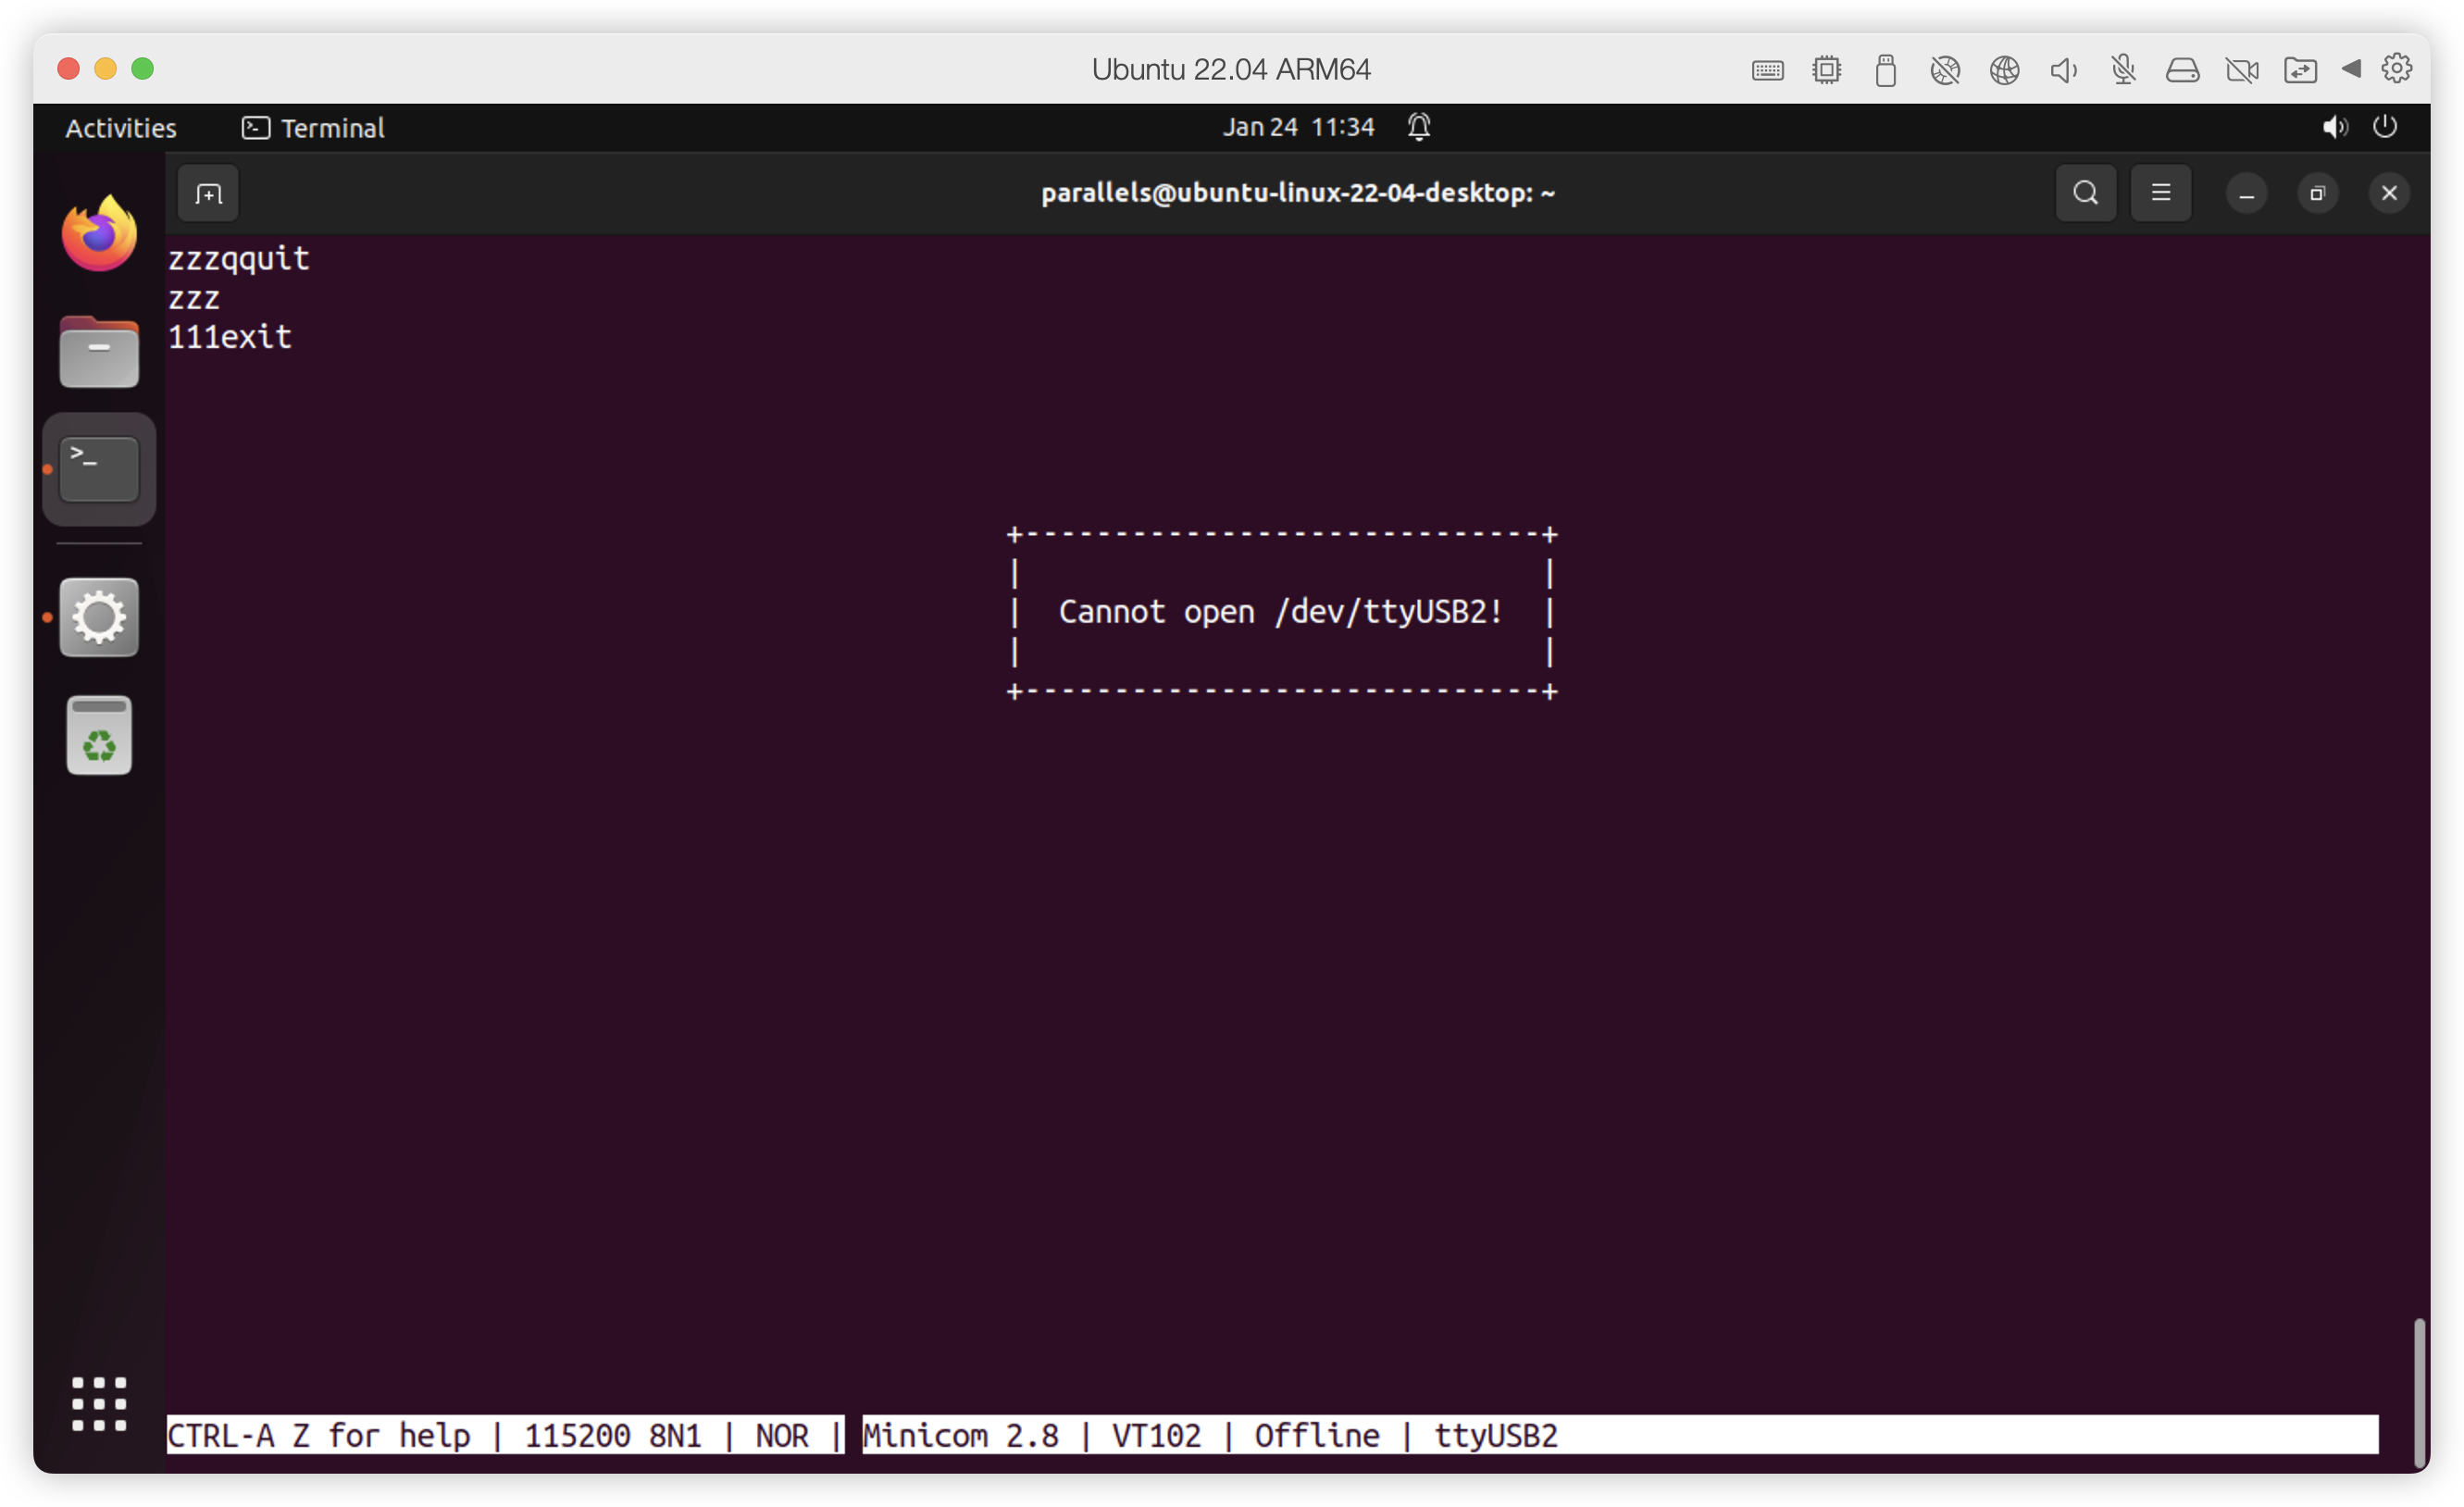 Ubuntu 22.04 ARM64
Activities Terminal Jan 24 11:34
parallels@ubuntu-linux-22-04-desktop: ~
zzzqquit
zzz
111exit
+-----------------------------+
| |
| Cannot open /dev/ttyUSB2! |
| |
+-----------------------------+
CTRL-A Z for help | 115200 8N1 | NOR | Minicom 2.8 | VT102 | Offline | ttyUSB2